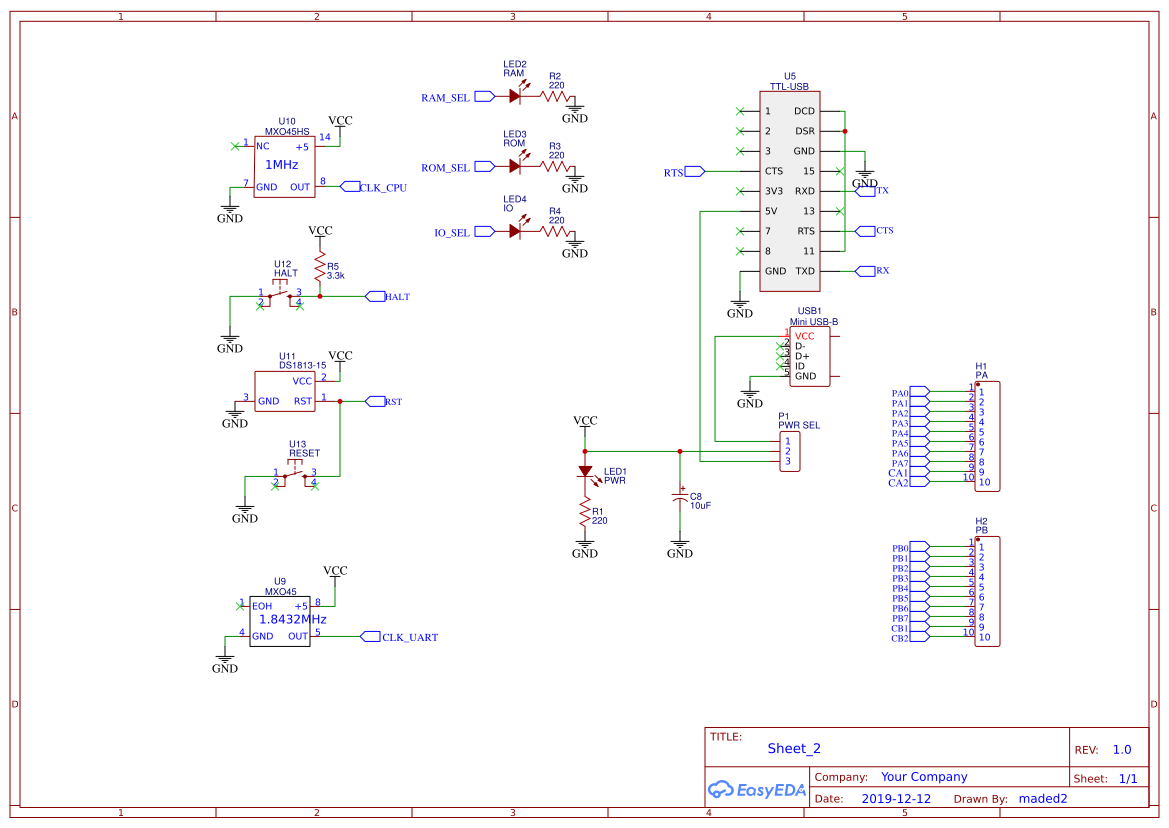 1 2 3 4 5
A A
B B
C C
D D
1 2 3 4 5
U10
MXO45HS
VCC
1 NC +5 14
1MHz
7 GND OUT 8
CLK_CPU
GND
LED2
RAM
R2
220
RAM_SEL
GND
LED3
ROM
R3
220
ROM_SEL
GND
LED4
IO
R4
220
IO_SEL
GND
U5
TTL-USB
1 DCD
2 DSR
3 GND
GND
RTS CTS 15
3V3 RXD TX
5V 13
7 RTS CTS
8 11
GND TXD RX
GND
VCC
U12
HALT
R5
3.3k
1 3
2 4
HALT
GND
USB1
Mini USB-B
1 VCC
2 D-
3 D+
4 ID
5 GND
GND
U11
DS1813-15
VCC
VCC 2
3 GND RST 1
RST
GND
U13
RESET
1 3
2 4
GND
P1
PWR SEL
1
2
3
VCC
LED1
PWR
R1
220
GND
C8
10uF
GND
H1
PA
PA0 1 1
PA1 2 2
PA2 3 3
PA3 4 4
PA4 5 5
PA5 6 6
PA6 7 7
PA7 8 8
CA1 9 9
CA2 10 10
H2
PB
PB0 1 1
PB1 2 2
PB2 3 3
PB3 4 4
PB4 5 5
PB5 6 6
PB6 7 7
PB7 8 8
CB1 9 9
CB2 10 10
U9
MXO45
VCC
1 EOH +5 8
1.8432MHz
4 GND OUT 5
CLK_UART
GND
TITLE:
Sheet_2
REV: 1.0
EasyEDA
Company: Your Company
Sheet: 1/1
Date: 2019-12-12 Drawn By: maded2